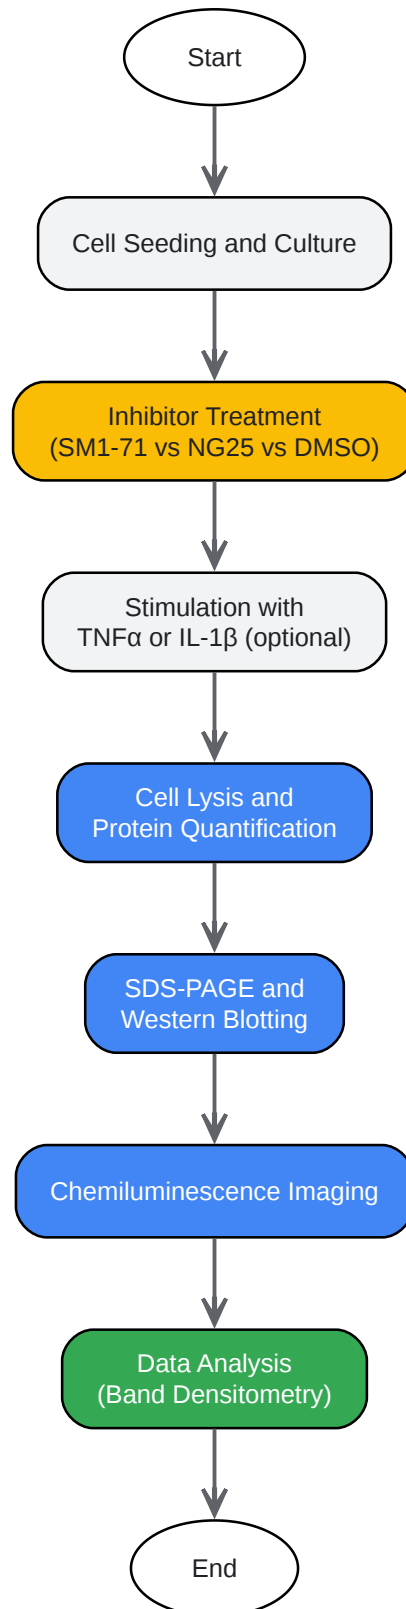 Start
Cell Seeding and Culture
Inhibitor Treatment
(SM1-71 vs NG25 vs DMSO)
Stimulation with
TNFα or IL-1β (optional)
Cell Lysis and
Protein Quantification
SDS-PAGE and
Western Blotting
Chemiluminescence Imaging
Data Analysis
(Band Densitometry)
End